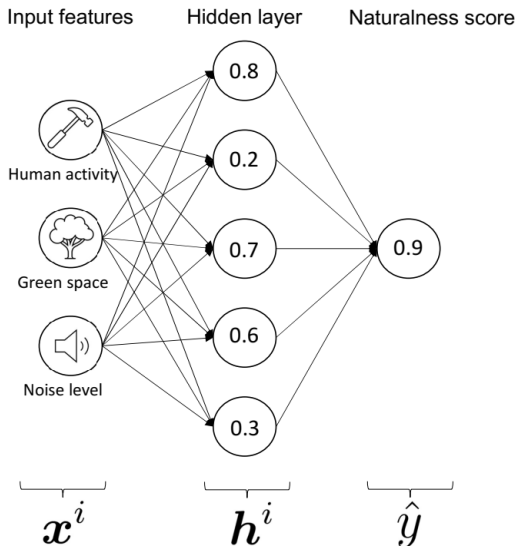 Input features
Hidden layer
Naturalness score
0.8
Human activity
0.2
Green space
0.7
0.9
Noise level
0.6
0.3
x^i
h^i
ŷ